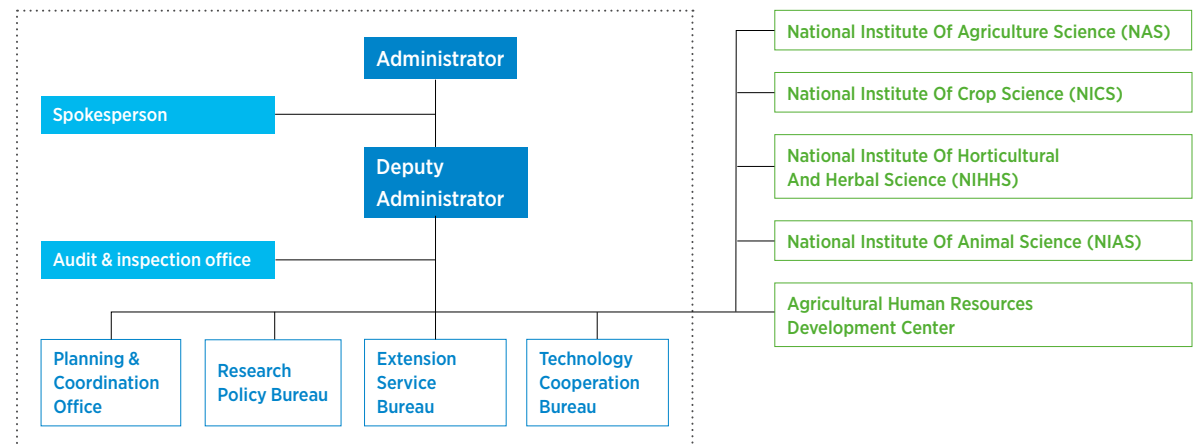 Administrator
Spokesperson
Deputy
Administrator
Audit & inspection office
Planning &
Coordination
Office
Research
Policy Bureau
Extension
Service
Bureau
Technology
Cooperation
Bureau
National Institute Of Agriculture Science (NAS)
National Institute Of Crop Science (NICS)
National Institute Of Horticultural
And Herbal Science (NIHHS)
National Institute Of Animal Science (NIAS)
Agricultural Human Resources
Development Center